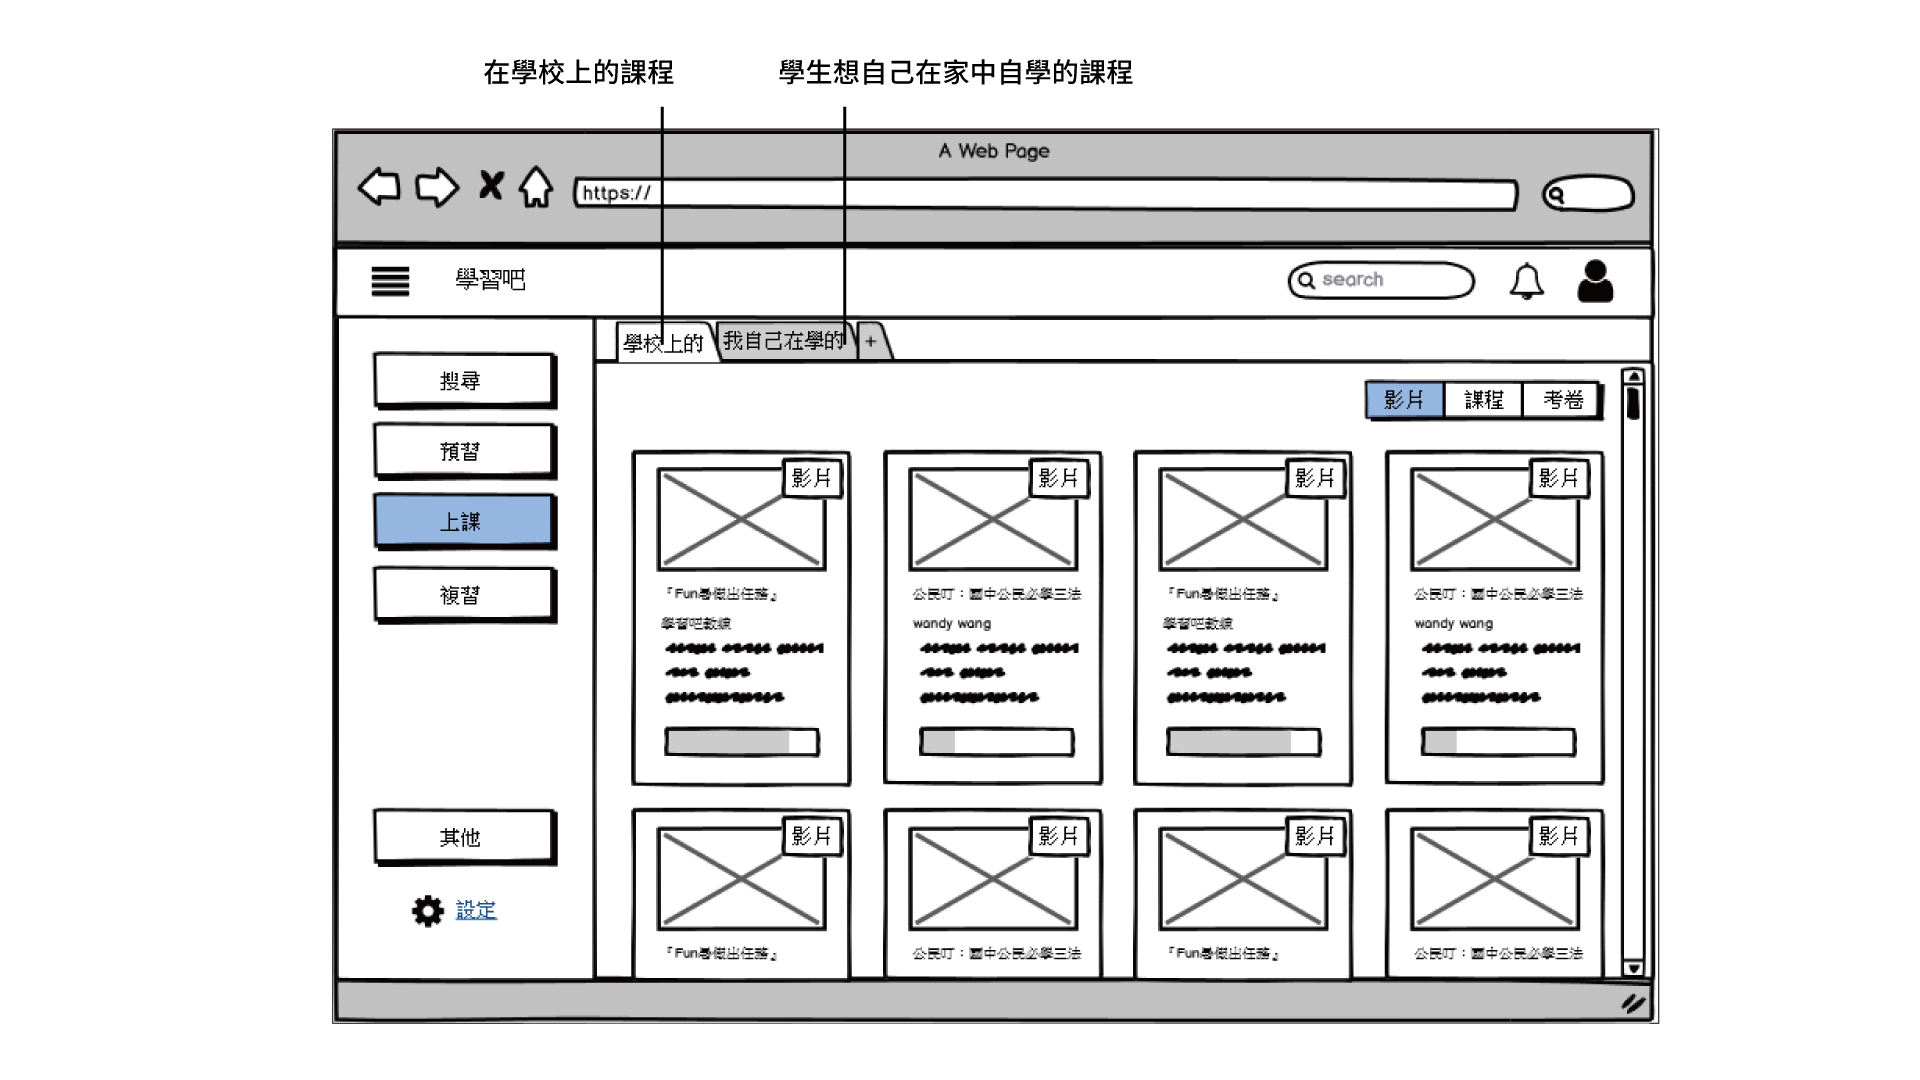 在學校上的課程
學生想自己在家中自學的課程
A Web Page
https://
學習吧
search
學校上的
我自己在學的
+
搜尋
預習
上課
複習
其他
設定
影片
課程
考卷
影片
『Fun暑假出任務』
學習吧教練
影片
公民叮：國中公民必學三法
wandy wang
影片
『Fun暑假出任務』
學習吧教練
影片
公民叮：國中公民必學三法
wandy wang
影片
『Fun暑假出任務』
影片
公民叮：國中公民必學三法
影片
『Fun暑假出任務』
影片
公民叮：國中公民必學三法